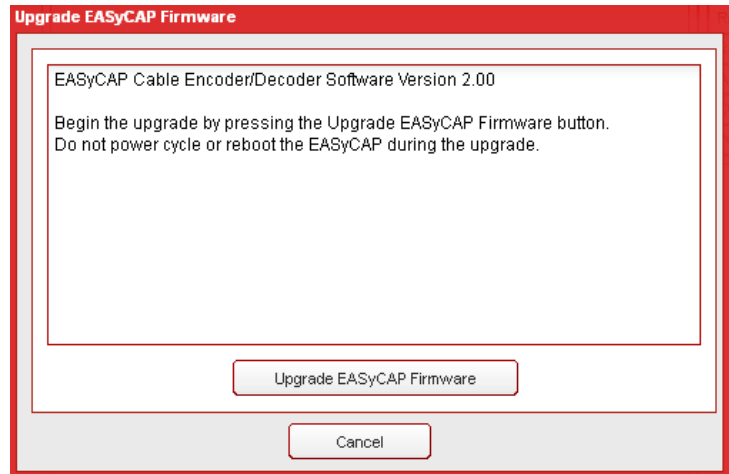 Upgrade EASyCAP Firmware
EASyCAP Cable Encoder/Decoder Software Version 2.00
Begin the upgrade by pressing the Upgrade EASyCAP Firmware button.
Do not power cycle or reboot the EASyCAP during the upgrade.
Upgrade EASyCAP Firmware
Cancel